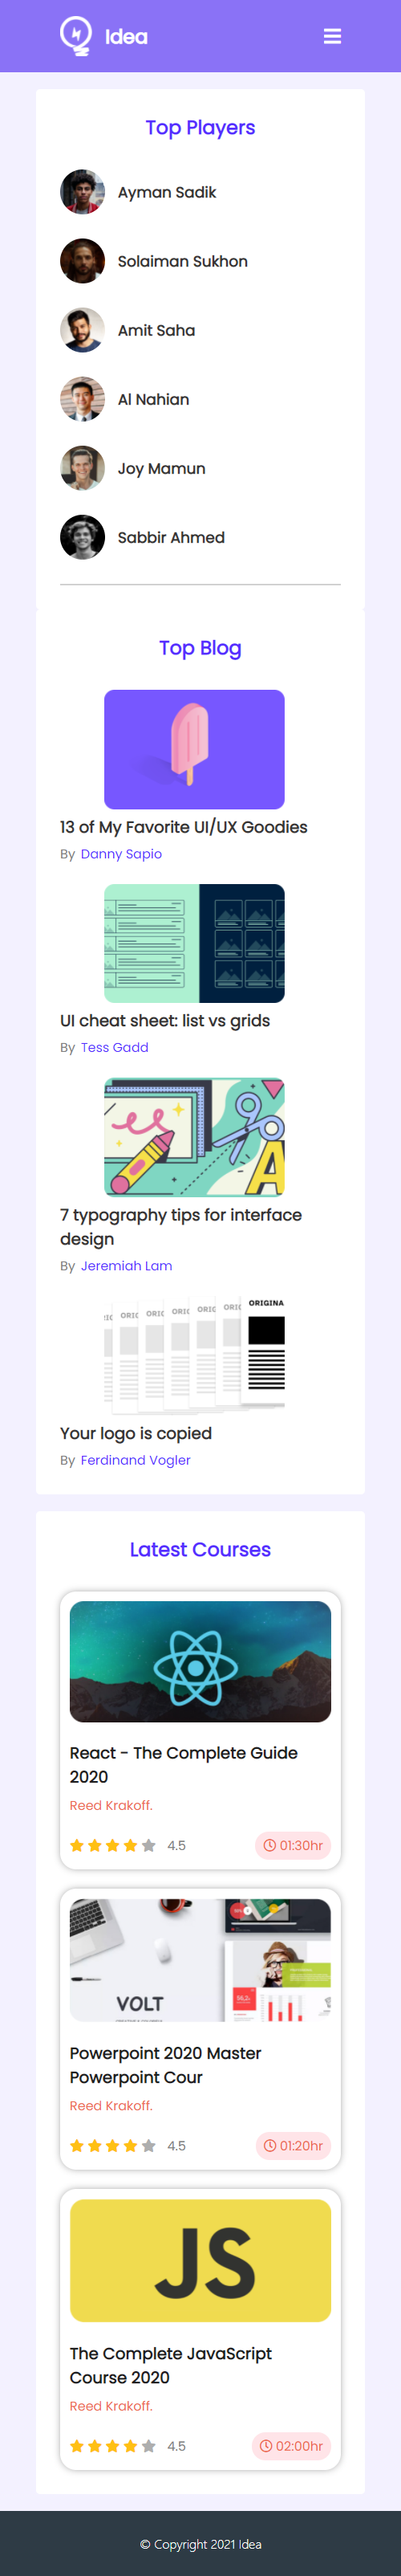 Idea
Top Players
Ayman Sadik
Solaiman Sukhon
Amit Saha
Al Nahian
Joy Mamun
Sabbir Ahmed
Top Blog
13 of My Favorite UI/UX Goodies
By Danny Sapio
UI cheat sheet: list vs grids
By Tess Gadd
A
7 typography tips for interface
design
By Jeremiah Lam
ORIGINA
Your logo is copied
By Ferdinand Vogler
Latest Courses
React - The Complete Guide
2020
Reed Krakoff.
4.5 01:30hr
VOLT
Powerpoint 2020 Master
Powerpoint Cour
Reed Krakoff.
4.5 01:20hr
JS
The Complete JavaScript
Course 2020
Reed Krakoff.
4.5 02:00hr
© Copyright 2021 Idea